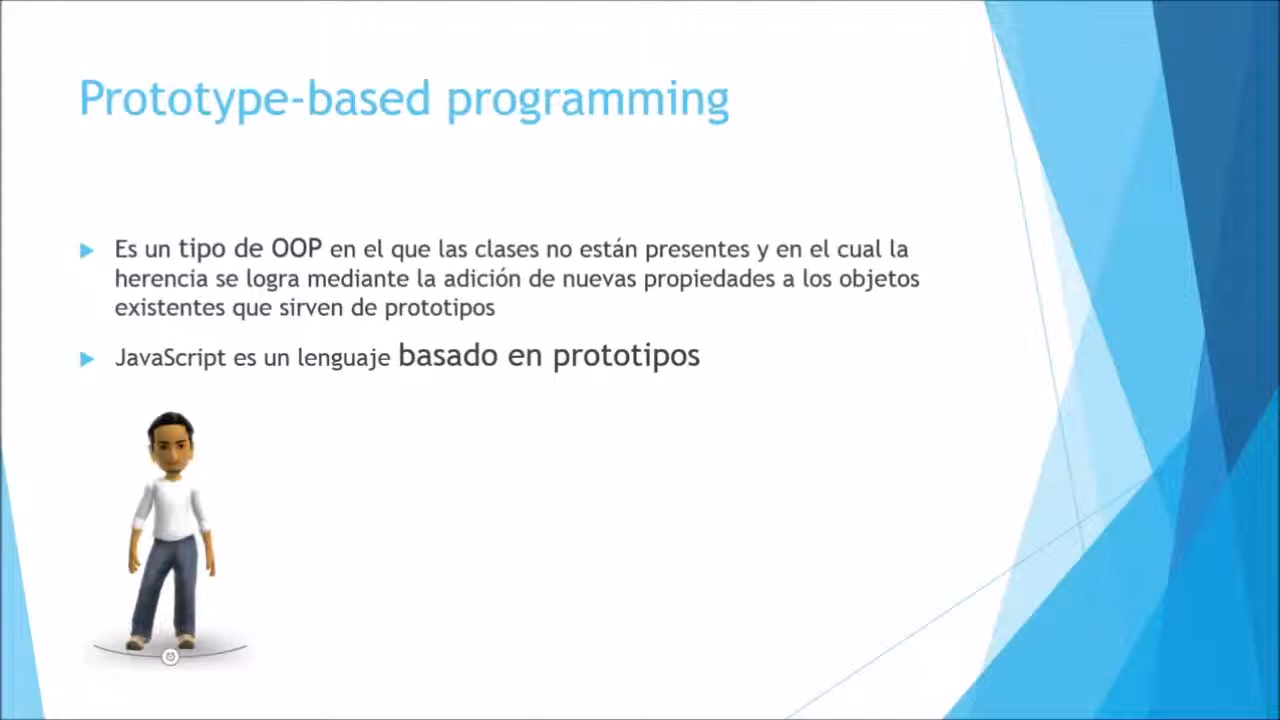 Prototype-based programming
Es un tipo de OOP en el que las clases no están presentes y en el cual la
herencia se logra mediante la adición de nuevas propiedades a los objetos
existentes que sirven de prototipos
JavaScript es un lenguaje basado en prototipos